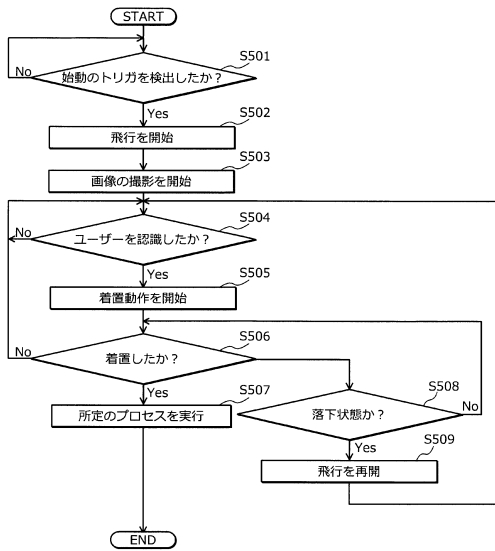 START
S501
始動のトリガを検出したか？
No
Yes
S502
飛行を開始
S503
画像の撮影を開始
S504
ユーザーを認識したか？
No
Yes
S505
着置動作を開始
S506
着置したか？
No
Yes
S507
所定のプロセスを実行
S508
落下状態か？
No
Yes
S509
飛行を再開
END